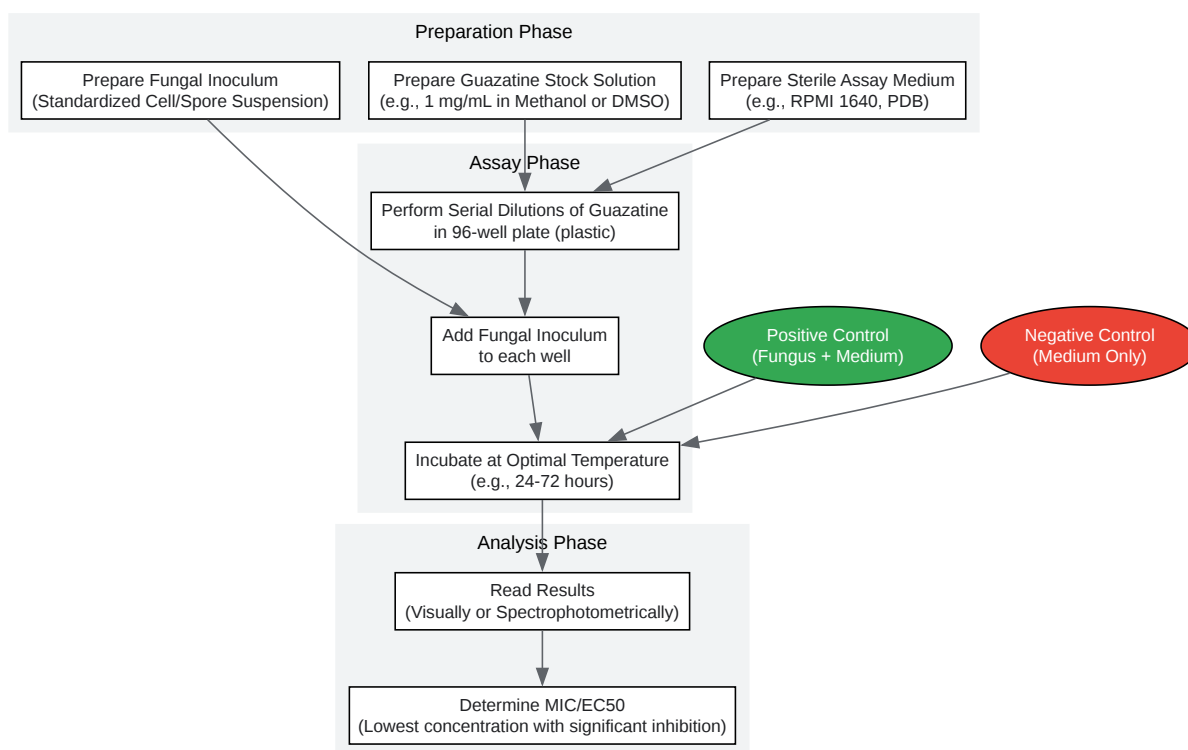 Preparation Phase
Prepare Fungal Inoculum
(Standardized Cell/Spore Suspension)
Prepare Guazatine Stock Solution
(e.g., 1 mg/mL in Methanol or DMSO)
Prepare Sterile Assay Medium
(e.g., RPMI 1640, PDB)
Assay Phase
Perform Serial Dilutions of Guazatine
in 96-well plate (plastic)
Add Fungal Inoculum
to each well
Positive Control
(Fungus + Medium)
Negative Control
(Medium Only)
Incubate at Optimal Temperature
(e.g., 24-72 hours)
Analysis Phase
Read Results
(Visually or Spectrophotometrically)
Determine MIC/EC50
(Lowest concentration with significant inhibition)